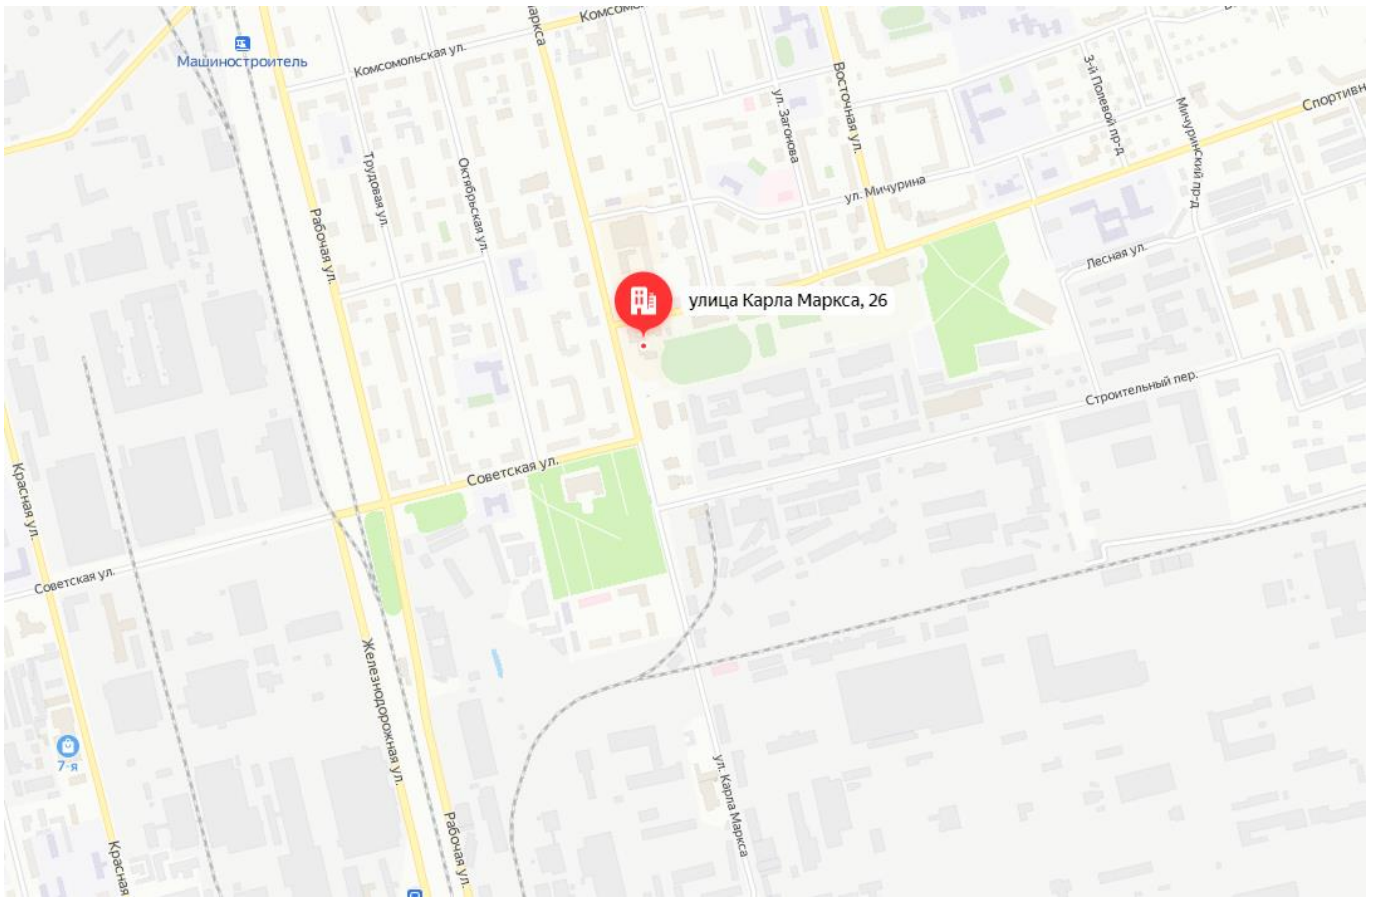 Комсомо
аркса
Машиностроитель
Комсомольская ул.
Восточная ул.
3-й Полевой пр-д
Спортивн
Мичуринский пр-д
ул. Загонова
Трудовая ул.
Октябрьская ул.
ул. Мичурина
Рабочая ул.
Лесная ул.
улица Карла Маркса, 26
Строительный пер.
Советская ул.
Красная ул.
Советская ул.
Железнодорожная ул.
7-я
ул. Карла Маркса
Рабочая ул.
Красная